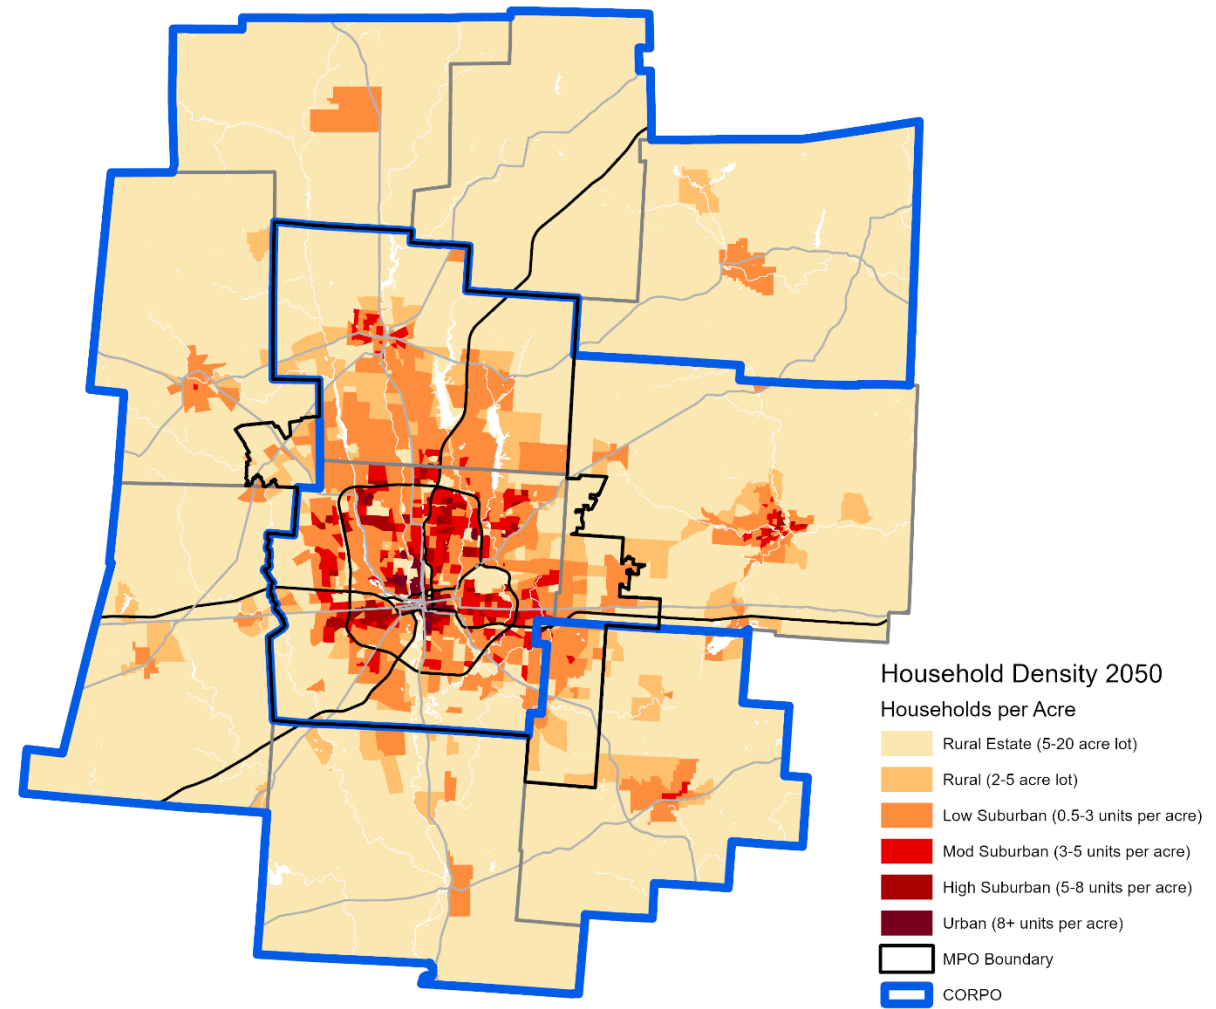 Household Density 2050
Households per Acre
Rural Estate (5-20 acre lot)
Rural (2-5 acre lot)
Low Suburban (0.5-3 units per acre)
Mod Suburban (3-5 units per acre)
High Suburban (5-8 units per acre)
Urban (8+ units per acre)
MPO Boundary
CORPO